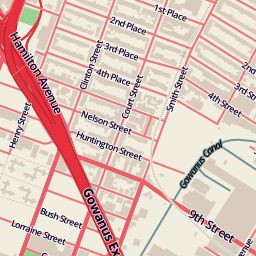 1st Place
2nd Place
3rd Place
3rd Street
4th Place
4th Street
Hamilton Avenue
Clinton Street
Court Street
Smith Street
Henry Street
Nelson Street
Huntington Street
Gowanus Canal
Gowanus Ex
9th Street
Bush Street
Lorraine Street